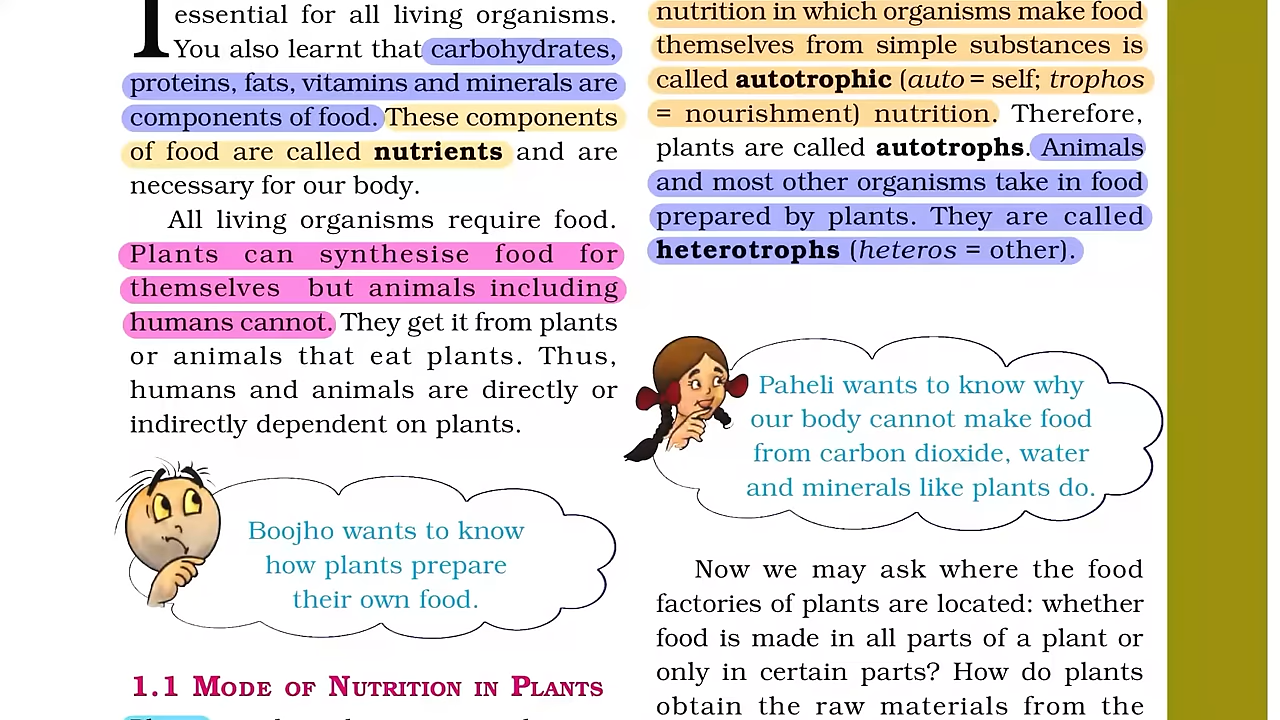 I
essential for all living organisms.
You also learnt that carbohydrates,
proteins, fats, vitamins and minerals are
components of food. These components
of food are called nutrients and are
necessary for our body.
All living organisms require food.
Plants can synthesise food for
themselves but animals including
humans cannot. They get it from plants
or animals that eat plants. Thus,
humans and animals are directly or
indirectly dependent on plants.
Boojho wants to know
how plants prepare
their own food.
1.1 MODE OF NUTRITION IN PLANTS
nutrition in which organisms make food
themselves from simple substances is
called autotrophic (auto = self; trophos
= nourishment) nutrition. Therefore,
plants are called autotrophs. Animals
and most other organisms take in food
prepared by plants. They are called
heterotrophs (heteros = other).
Paheli wants to know why
our body cannot make food
from carbon dioxide, water
and minerals like plants do.
Now we may ask where the food
factories of plants are located: whether
food is made in all parts of a plant or
only in certain parts? How do plants
obtain the raw materials from the